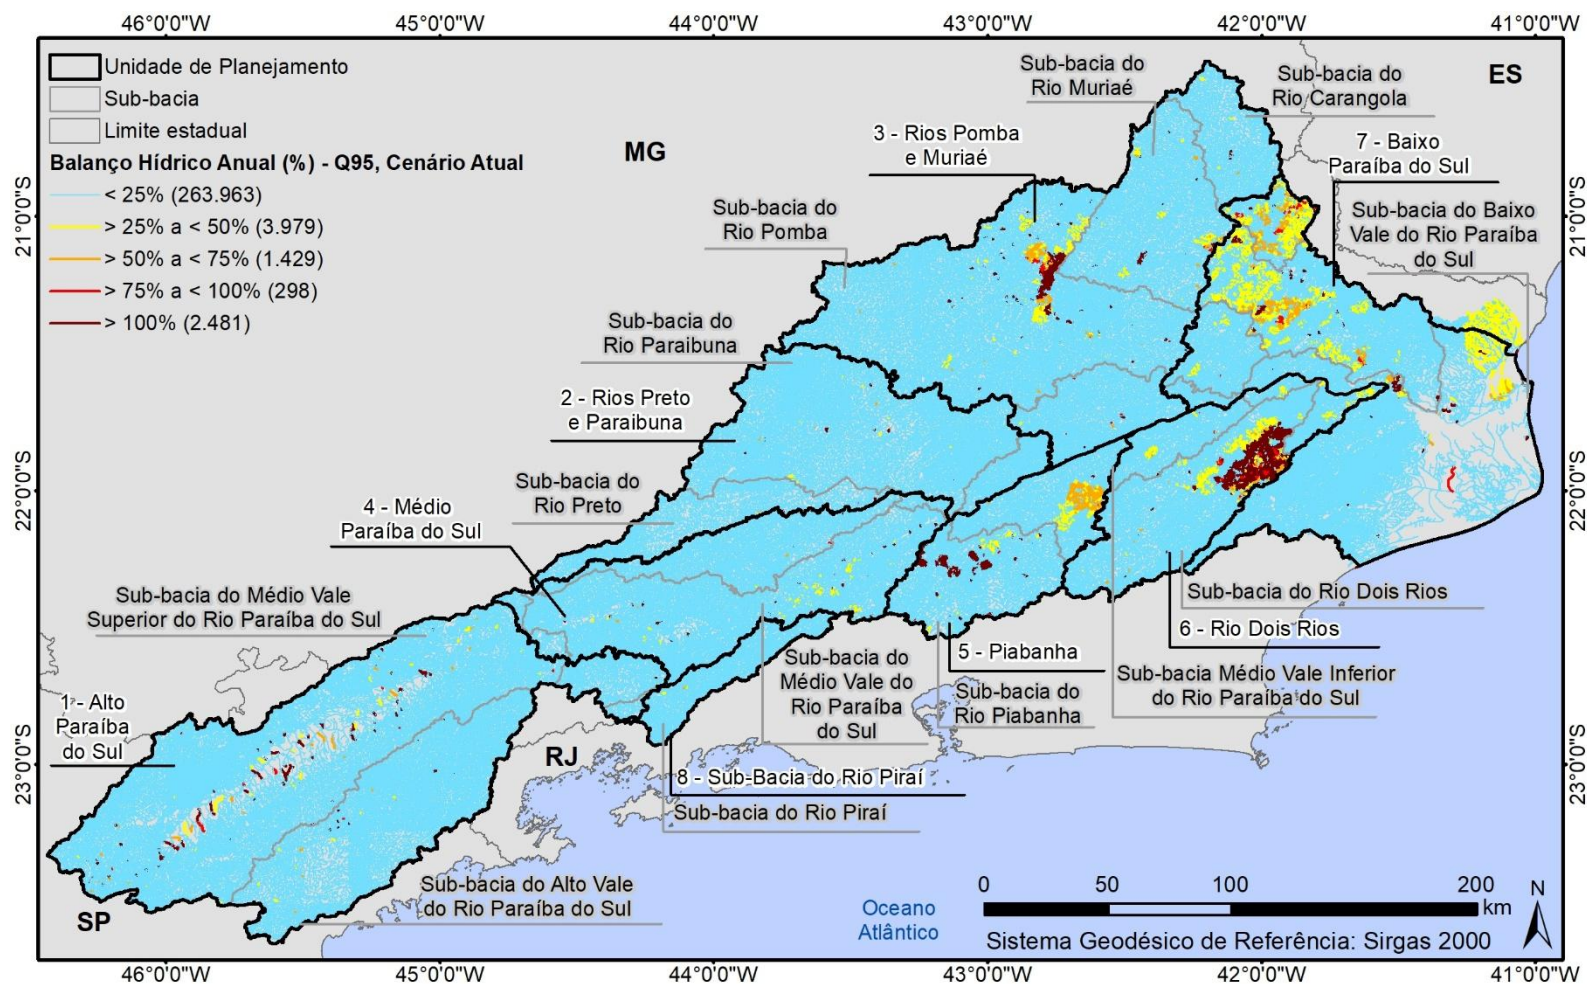 46°0'0"W
45°0'0"W
44°0'0"W
43°0'0"W
42°0'0"W
41°0'0"W
Unidade de Planejamento
Sub-bacia
Limite estadual
Balanço Hídrico Anual (%) - Q95, Cenário Atual
< 25% (263.963)
> 25% a < 50% (3.979)
> 50% a < 75% (1.429)
> 75% a < 100% (298)
> 100% (2.481)
MG
ES
Sub-bacia do
Rio Muriaé
Sub-bacia do
Rio Carangola
3 - Rios Pomba
e Muriaé
7 - Baixo
Paraíba do Sul
Sub-bacia do
Rio Pomba
Sub-bacia do Baixo
Vale do Rio Paraíba
do Sul
21°0'0"S
21°0'0"S
Sub-bacia do
Rio Paraibuna
2 - Rios Preto
e Paraibuna
Sub-bacia do
Rio Preto
22°0'0"S
22°0'0"S
4 - Médio
Paraíba do Sul
Sub-bacia do Médio Vale
Superior do Rio Paraíba do Sul
Sub-bacia do Rio Dois Rios
6 - Rio Dois Rios
5 - Piabanha
Sub-bacia do
Médio Vale do
Rio Paraíba
do Sul
Sub-bacia do
Rio Piabanha
Sub-bacia Médio Vale Inferior
do Rio Paraíba do Sul
1 - Alto
Paraíba
do Sul
23°0'0"S
23°0'0"S
RJ
8 - Sub-Bacia do Rio Piraí
Sub-bacia do Rio Piraí
Sub-bacia do Alto Vale
do Rio Paraíba do Sul
SP
Oceano
Atlântico
0
50
100
200
km
N
Sistema Geodésico de Referência: Sirgas 2000
46°0'0"W
45°0'0"W
44°0'0"W
43°0'0"W
42°0'0"W
41°0'0"W